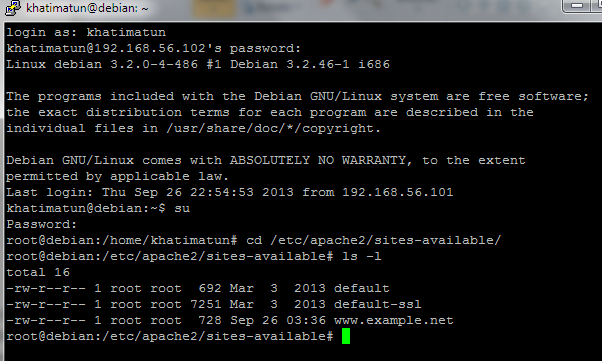 khatimatun@debian: ~
login as: khatimatun
khatimatun@192.168.56.102's password:
Linux debian 3.2.0-4-486 #1 Debian 3.2.46-1 i686
The programs included with the Debian GNU/Linux system are free software;
the exact distribution terms for each program are described in the
individual files in /usr/share/doc/*/copyright.
Debian GNU/Linux comes with ABSOLUTELY NO WARRANTY, to the extent
permitted by applicable law.
Last login: Thu Sep 26 22:54:53 2013 from 192.168.56.101
khatimatun@debian:~$ su
Password:
root@debian:/home/khatimatun# cd /etc/apache2/sites-available/
root@debian:/etc/apache2/sites-available# ls -l
total 16
-rw-r--r-- 1 root root  692 Mar  3  2013 default
-rw-r--r-- 1 root root 7251 Mar  3  2013 default-ssl
-rw-r--r-- 1 root root  728 Sep 26 03:36 www.example.net
root@debian:/etc/apache2/sites-available#